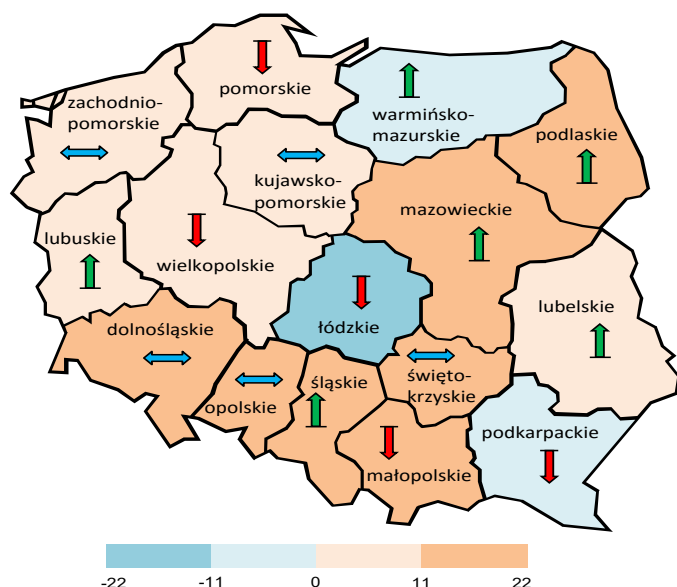 pomorskie
zachodnio-
pomorskie
warmińsko-
mazurskie
podlaskie
kujawsko-
pomorskie
mazowieckie
lubuskie
wielkopolskie
lubelskie
dolnośląskie
łódzkie
śląskie
święto-
krzyskie
opolskie
podkarpackie
małopolskie
-22 -11 0 11 22